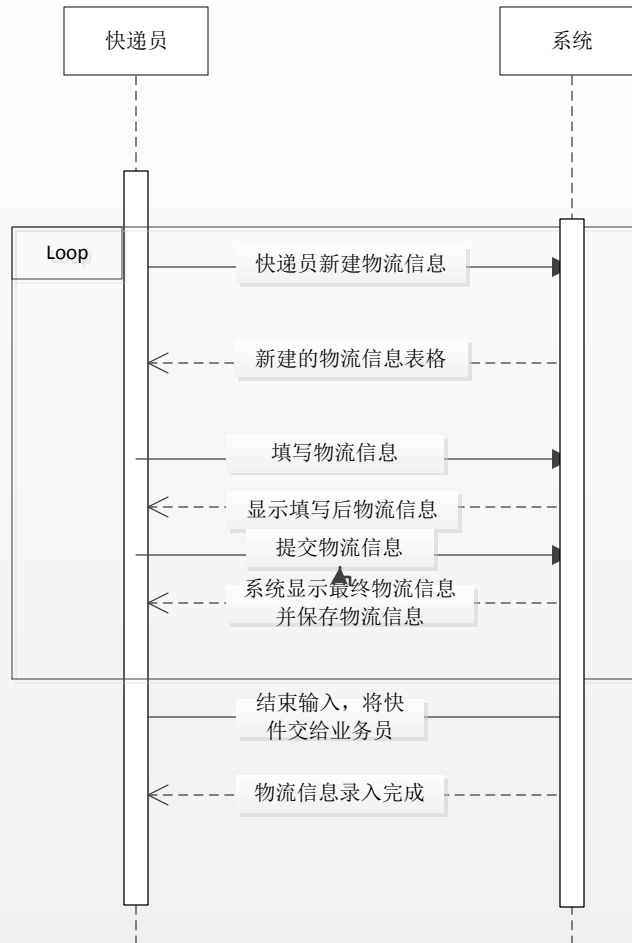 快递员
系统
Loop
快递员新建物流信息
新建的物流信息表格
填写物流信息
显示填写后物流信息
提交物流信息
系统显示最终物流信息
并保存物流信息
结束输入，将快
件交给业务员
物流信息录入完成